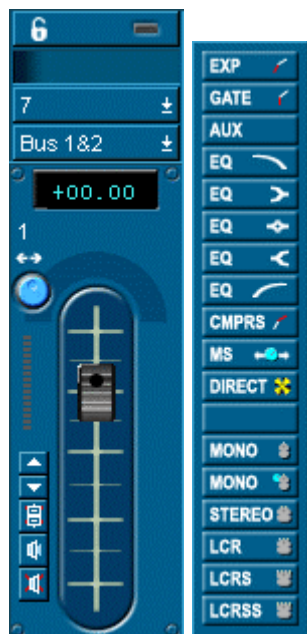 6
7
Bus 1&2
+00.00
1
EXP
GATE
AUX
EQ
EQ
EQ
EQ
EQ
CMPRS
MS
DIRECT
MONO
MONO
STEREO
LCR
LCRS
LCRSS